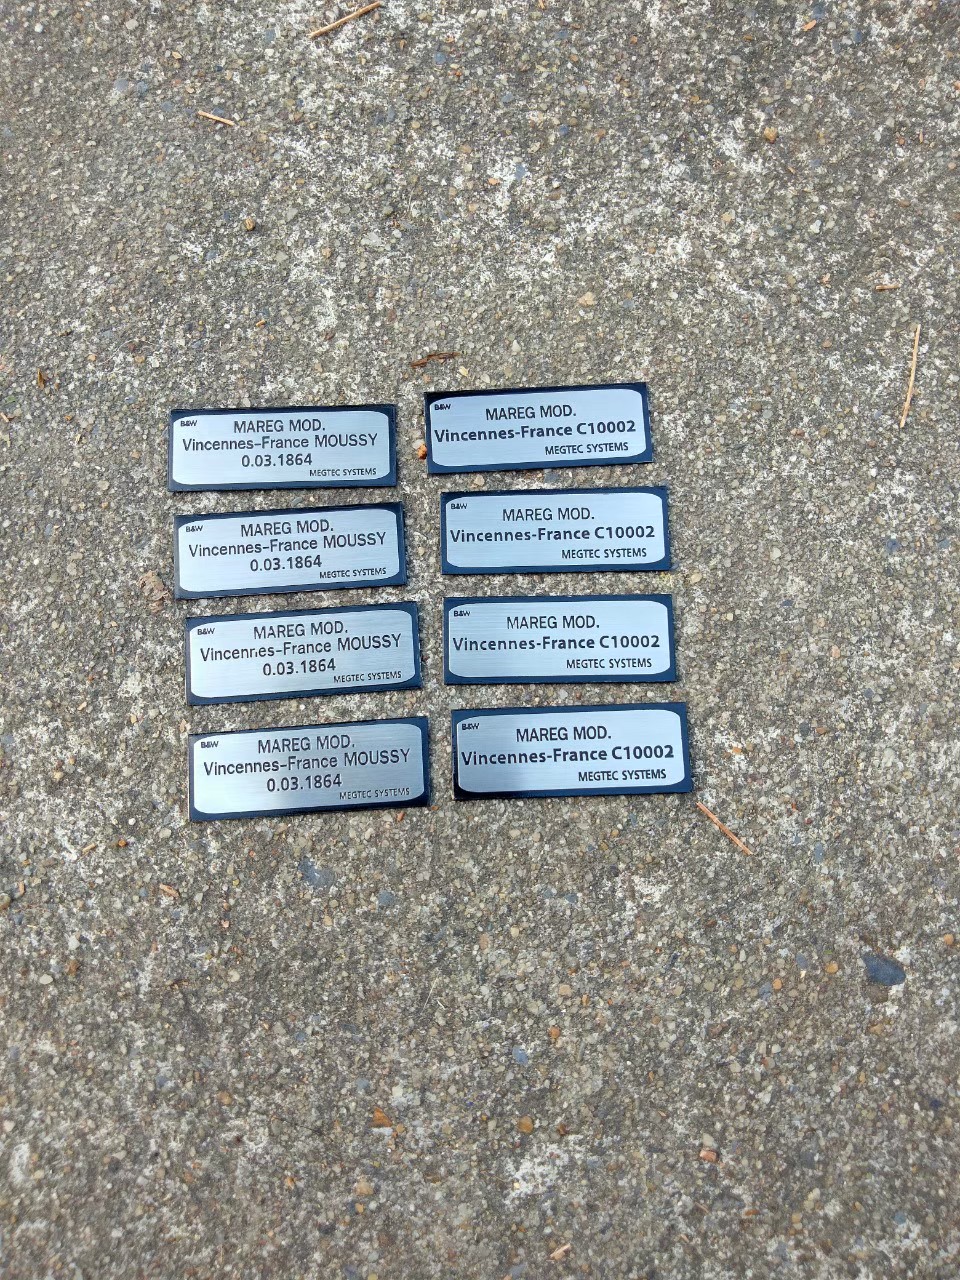 B&W
MAREG MOD.
Vincennes-France MOUSSY
0.03.1864
MEGTEC SYSTEMS
B&W
MAREG MOD.
Vincennes-France C10002
MEGTEC SYSTEMS
B&W
MAREG MOD.
Vincennes-France MOUSSY
0.03.1864
MEGTEC SYSTEMS
B&W
MAREG MOD.
Vincennes-France C10002
MEGTEC SYSTEMS
B&W
MAREG MOD.
Vincennes-France MOUSSY
0.03.1864
MEGTEC SYSTEMS
B&W
MAREG MOD.
Vincennes-France C10002
MEGTEC SYSTEMS
B&W
MAREG MOD.
Vincennes-France MOUSSY
0.03.1864
MEGTEC SYSTEMS
B&W
MAREG MOD.
Vincennes-France C10002
MEGTEC SYSTEMS